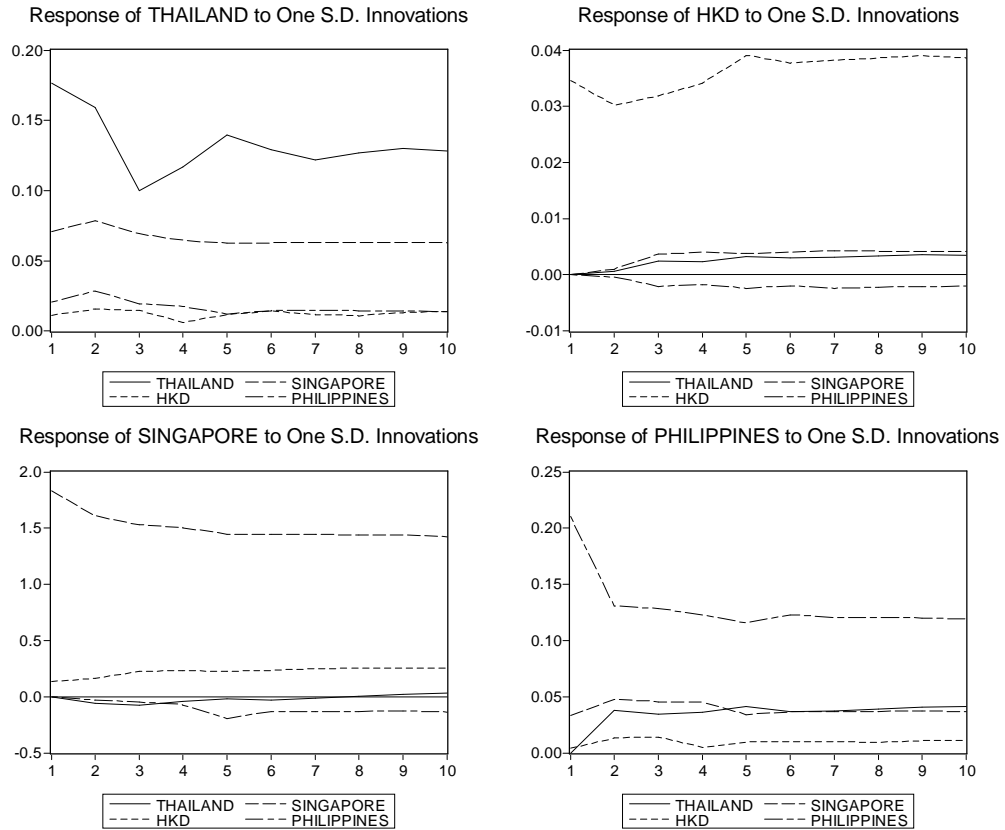 Response of THAILAND to One S.D. Innovations
0.20
0.15
0.10
0.05
0.00
1 2 3 4 5 6 7 8 9 10
THAILAND SINGAPORE
HKD PHILIPPINES
Response of HKD to One S.D. Innovations
0.04
0.03
0.02
0.01
0.00
-0.01
1 2 3 4 5 6 7 8 9 10
THAILAND SINGAPORE
HKD PHILIPPINES
Response of SINGAPORE to One S.D. Innovations
2.0
1.5
1.0
0.5
0.0
-0.5
1 2 3 4 5 6 7 8 9 10
THAILAND SINGAPORE
HKD PHILIPPINES
Response of PHILIPPINES to One S.D. Innovations
0.25
0.20
0.15
0.10
0.05
0.00
1 2 3 4 5 6 7 8 9 10
THAILAND SINGAPORE
HKD PHILIPPINES